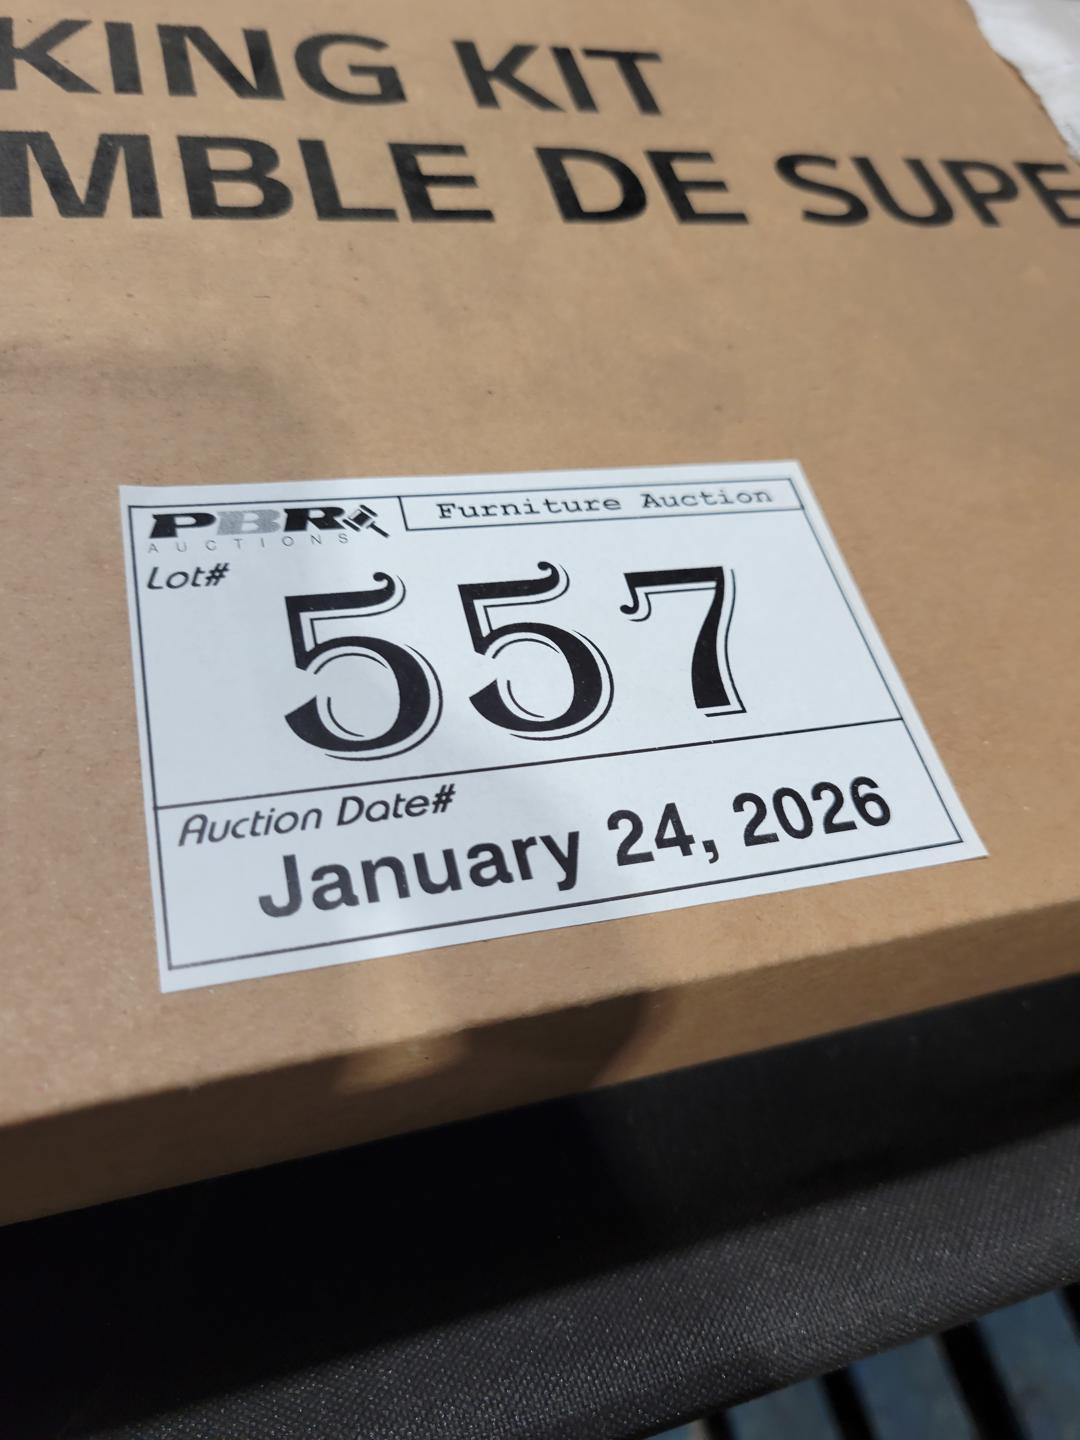 KING KIT
MBLE DE SUPE
PBR
AUCTIONS
Furniture Auction
Lot#
557
Auction Date#
January 24, 2026